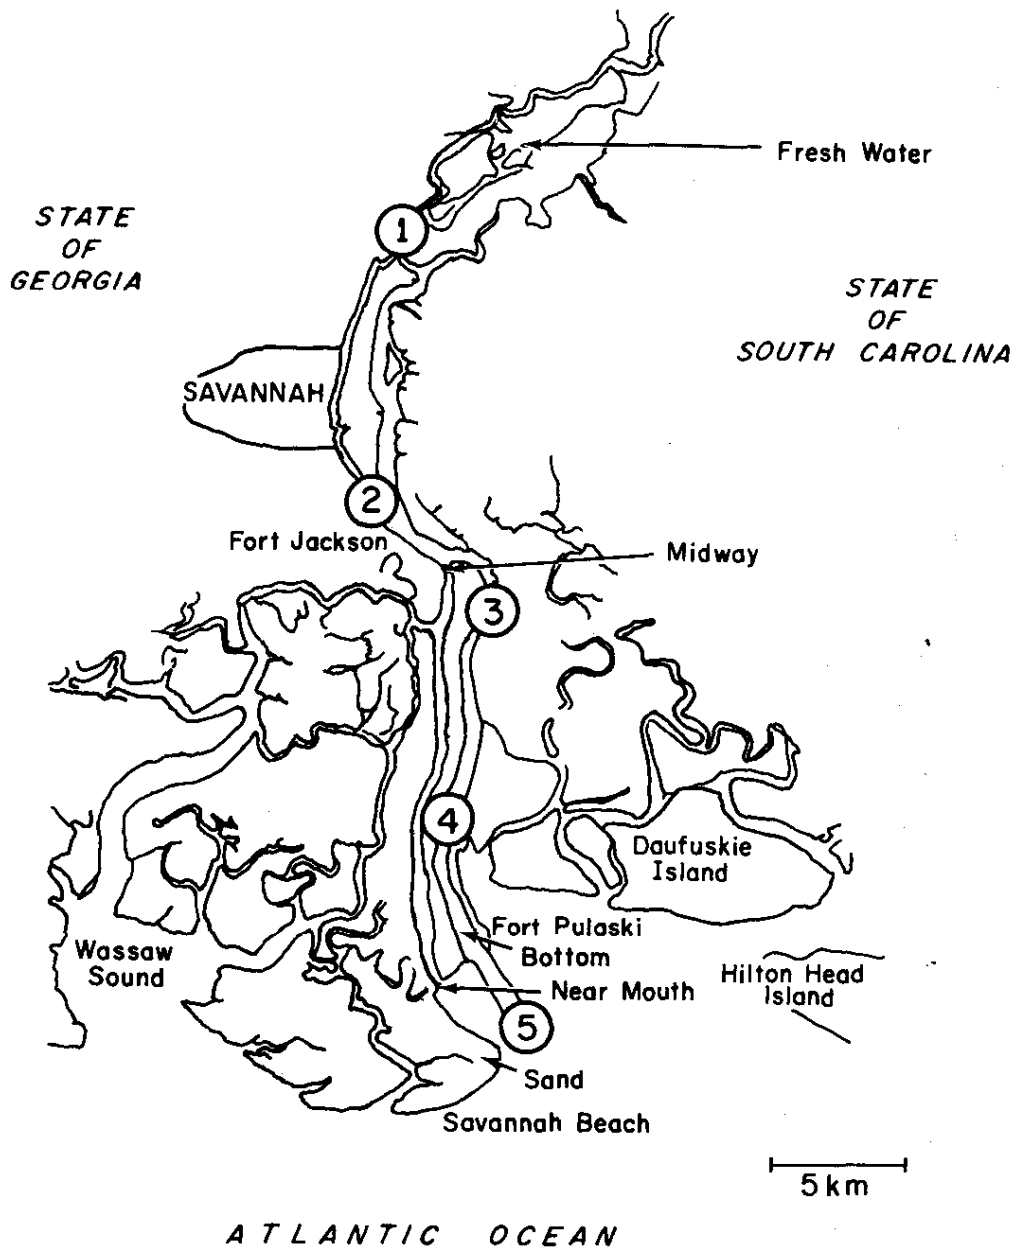 Fresh Water
STATE
OF
GEORGIA
1
STATE
OF
SOUTH CAROLINA
SAVANNAH
2
Fort Jackson
Midway
3
4
Daufuskie
Island
Fort Pulaski
Bottom
Wassaw
Sound
Hilton Head
Island
Near Mouth
5
Sand
Savannah Beach
5 km
ATLANTIC OCEAN